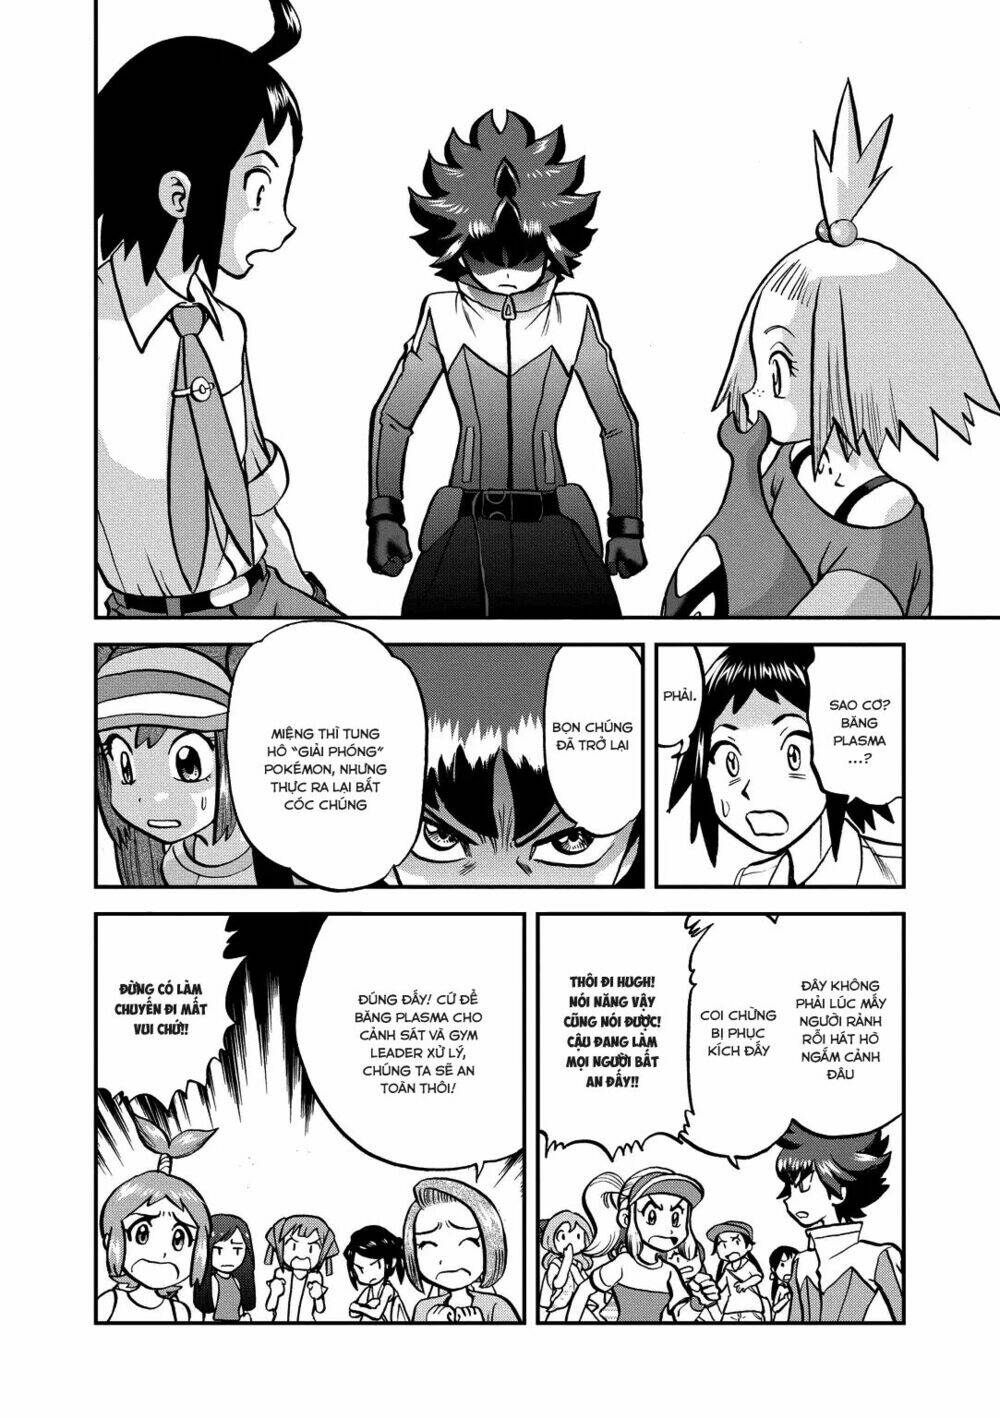 SAO CƠ?
BĂNG
PLASMA
...?
PHẢI.
BỌN CHÚNG
ĐÃ TRỞ LẠI
MIỆNG THÌ TUNG
HÔ "GIẢI PHÓNG"
POKÉMON, NHƯNG
THỰC RA LẠI BẮT
CÓC CHÚNG
ĐÂY KHÔNG
PHẢI LÚC MẤY
NGƯỜI RẢNH
RỖI HÁT HÒ
NGẮM CẢNH
ĐÂU
COI CHỪNG
BỊ PHỤC
KÍCH ĐẤY
THÔI ĐI HUGH!
NÓI NĂNG VẬY
CŨNG NÓI ĐƯỢC!
CẬU ĐANG LÀM
MỌI NGƯỜI BẤT
AN ĐẤY!!
ĐÚNG ĐẤY! CỨ ĐỂ
BĂNG PLASMA CHO
CẢNH SÁT VÀ GYM
LEADER XỬ LÝ,
CHÚNG TA SẼ AN
TOÀN THÔI!
ĐỪNG CÓ LÀM
CHUYẾN ĐI MẤT
VUI CHỨ!!